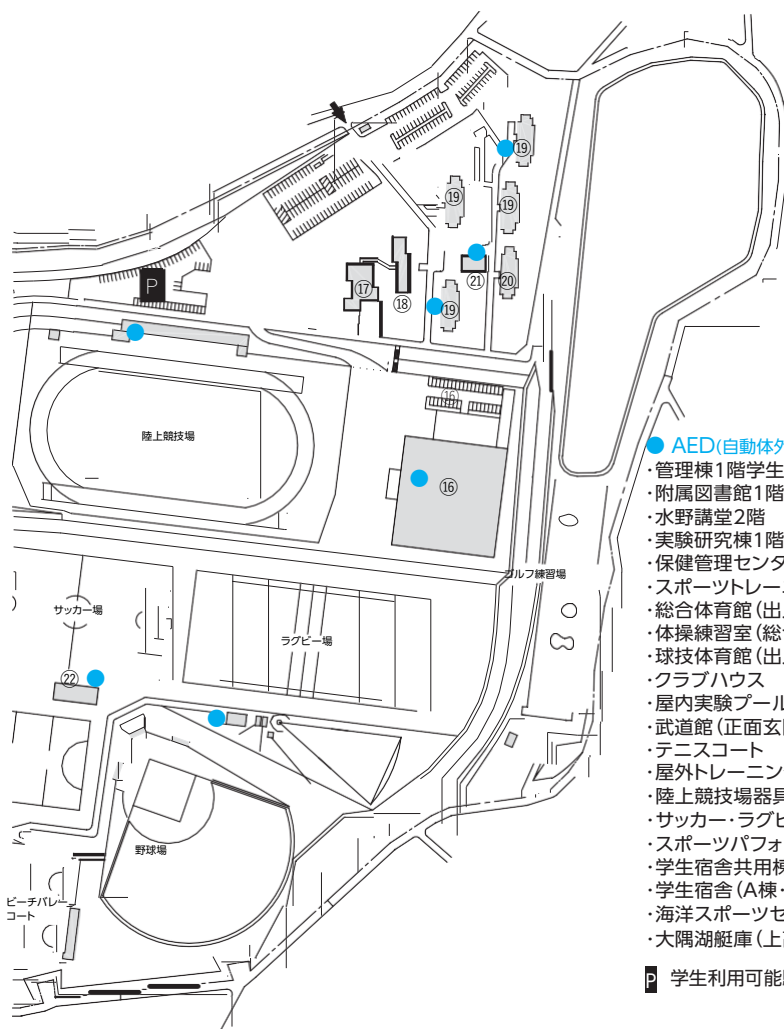 ⑲
⑲
⑲
⑳
㉑
⑰
⑱
⑲
P
⑯
陸上競技場
⑯
ゴルフ練習場
サッカー場
ラグビー場
㉒
野球場
ビーチバレー
コート
● AED(自動体外
・管理棟1階学生
・附属図書館1階
・水野講堂2階
・実験研究棟1階
・保健管理センタ
・スポーツトレーニ
・総合体育館(出入
・体操練習室(総合
・球技体育館(出入
・クラブハウス
・屋内実験プール
・武道館(正面玄関
・テニスコート
・屋外トレーニン
・陸上競技場器具
・サッカー・ラグビ
・スポーツパフォ
・学生宿舎共用棟
・学生宿舎(A棟・
・海洋スポーツセ
・大隅湖艇庫(上
P 学生利用可能